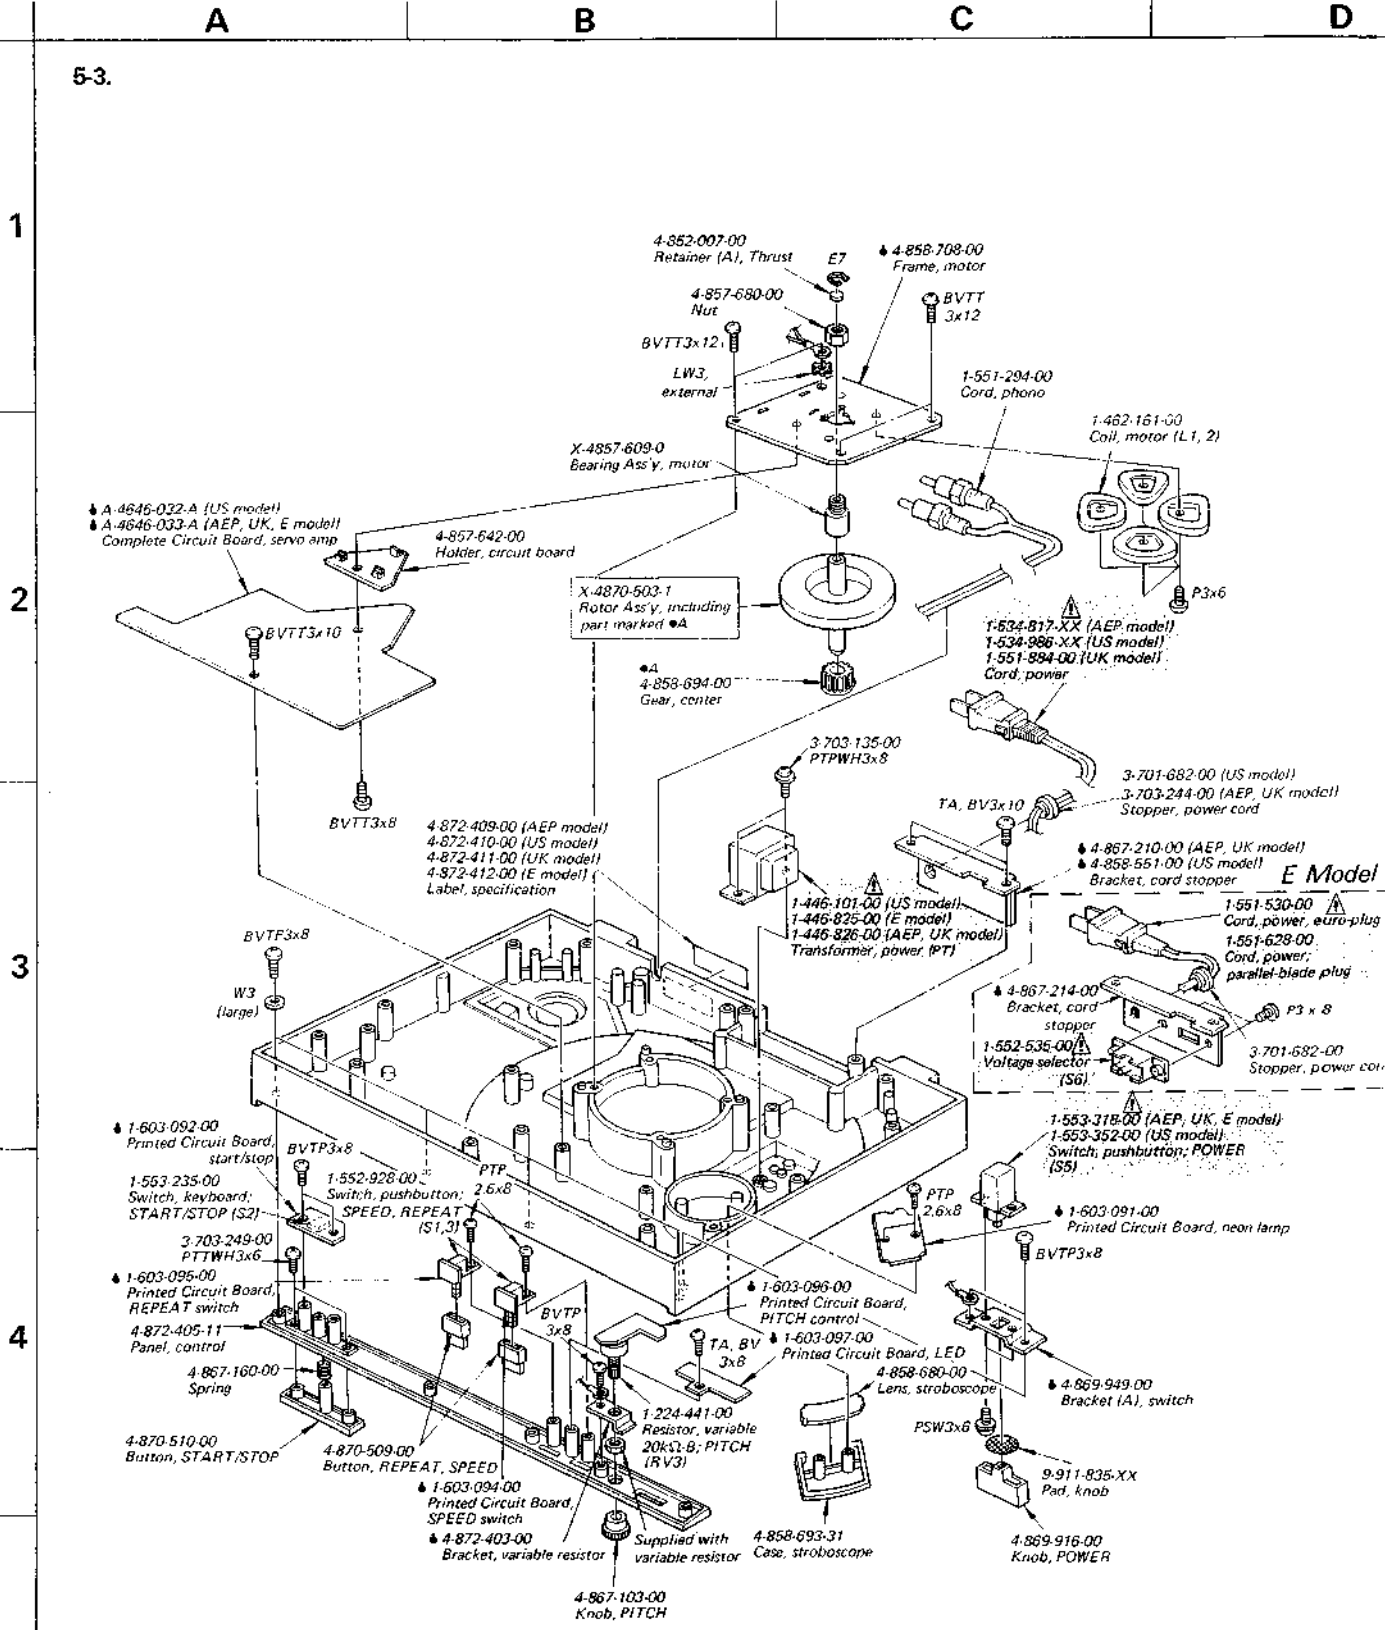 A
B
C
D
5-3.
1
2
3
4
4-852-007-00
Retainer (A), Thrust
E7
4-858-708-00
Frame, motor
4-857-680-00
Nut
BVTT
3x12
BVTT3x12
LW3,
external
1-551-294-00
Cord, phono
1-462-161-00
Coil, motor (L1, 2)
X-4857-609-0
Bearing Ass'y, motor
A-4646-032-A (US model)
A-4646-033-A (AEP, UK, E model)
Complete Circuit Board, servo amp
4-857-642-00
Holder, circuit board
X-4870-503-1
Rotor Ass'y, including
part marked ●A
P3x6
BVTT3x10
1-534-817-XX (AEP model)
1-534-986-XX (US model)
1-551-884-00 (UK model)
Cord, power
●A
4-858-694-00
Gear, center
3-703-135-00
PTPWH3x8
3-701-682-00 (US model)
3-703-244-00 (AEP, UK model)
Stopper, power cord
TA, BV3x10
BVTT3x8
4-872-409-00 (AEP model)
4-872-410-00 (US model)
4-872-411-00 (UK model)
4-872-412-00 (E model)
Label, specification
4-867-210-00 (AEP, UK model)
4-858-551-00 (US model)
Bracket, cord stopper
E Model
1-446-101-00 (US model)
1-446-825-00 (E model)
1-446-826-00 (AEP, UK model)
Transformer, power (PT)
1-551-530-00
Cord, power, euro-plug
1-551-628-00
Cord, power;
parallel-blade plug
BVTP3x8
W3
(large)
4-867-214-00
Bracket, cord
stopper
P3 x 8
1-552-535-00
Voltage selector
(S6)
3-701-682-00
Stopper, power cor
1-553-318-00 (AEP, UK, E model)
1-553-352-00 (US model)
Switch, pushbutton; POWER
(S5)
1-603-092-00
Printed Circuit Board,
start/stop
BVTP3x8
1-553-235-00
Switch, keyboard;
START/STOP (S2)
1-552-928-00
Switch, pushbutton;
SPEED, REPEAT
(S1,3)
PTP
2.6x8
PTP
2.6x8
1-603-091-00
Printed Circuit Board, neon lamp
3-703-249-00
PTTWH3x6
BVTP3x8
1-603-095-00
Printed Circuit Board,
REPEAT switch
1-603-096-00
Printed Circuit Board,
PITCH control
4-872-405-11
Panel, control
BVTP
3x8
TA, BV
3x8
1-603-097-00
Printed Circuit Board, LED
4-867-160-00
Spring
4-858-680-00
Lens, stroboscope
4-869-949-00
Bracket (A), switch
1-224-441-00
Resistor, variable
20kΩ-B; PITCH
(RV3)
PSW3x6
4-870-510-00
Button, START/STOP
4-870-509-00
Button, REPEAT, SPEED
9-911-835-XX
Pad, knob
1-603-094-00
Printed Circuit Board,
SPEED switch
4-872-403-00
Bracket, variable resistor
Supplied with
variable resistor
4-858-693-31
Case, stroboscope
4-869-916-00
Knob, POWER
4-867-103-00
Knob, PITCH